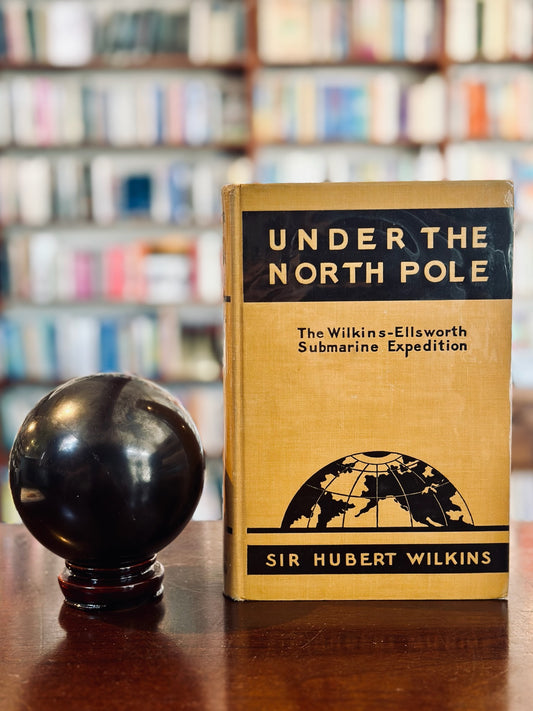 UNDER THE
NORTH POLE
The Wilkins-Ellsworth
Submarine Expedition
SIR HUBERT WILKINS